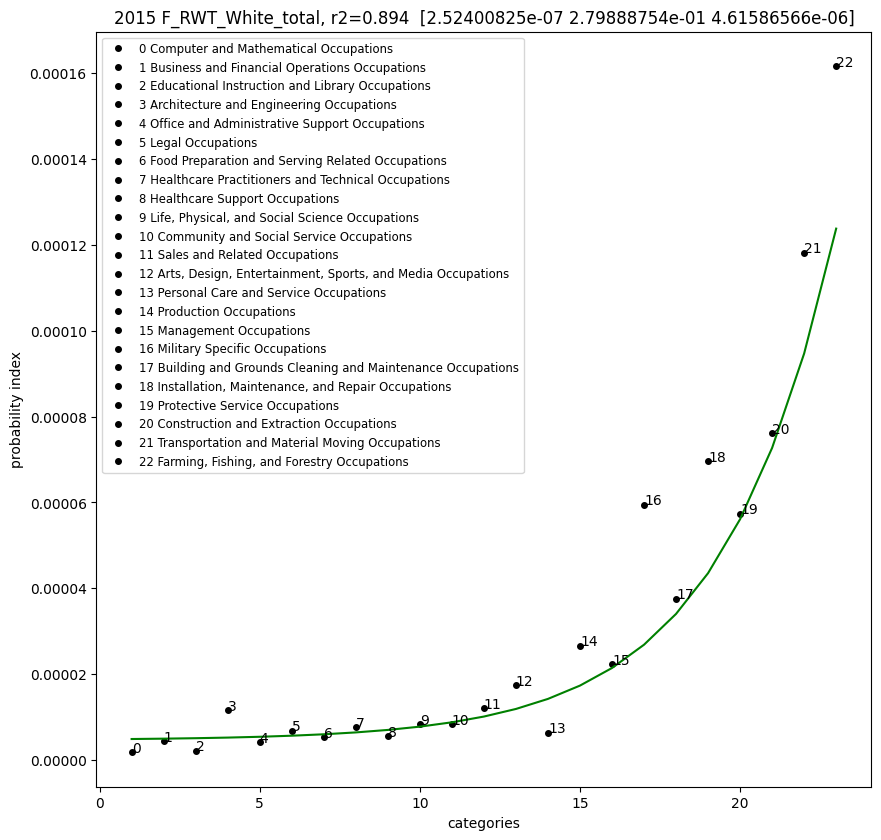 2015 F_RWT_White_total, r2=0.894  [2.52400825e-07 2.79888754e-01 4.61586566e-06]
0 Computer and Mathematical Occupations
1 Business and Financial Operations Occupations
2 Educational Instruction and Library Occupations
3 Architecture and Engineering Occupations
4 Office and Administrative Support Occupations
5 Legal Occupations
6 Food Preparation and Serving Related Occupations
7 Healthcare Practitioners and Technical Occupations
8 Healthcare Support Occupations
9 Life, Physical, and Social Science Occupations
10 Community and Social Service Occupations
11 Sales and Related Occupations
12 Arts, Design, Entertainment, Sports, and Media Occupations
13 Personal Care and Service Occupations
14 Production Occupations
15 Management Occupations
16 Military Specific Occupations
17 Building and Grounds Cleaning and Maintenance Occupations
18 Installation, Maintenance, and Repair Occupations
19 Protective Service Occupations
20 Construction and Extraction Occupations
21 Transportation and Material Moving Occupations
22 Farming, Fishing, and Forestry Occupations
probability index
0.00016
0.00014
0.00012
0.00010
0.00008
0.00006
0.00004
0.00002
0.00000
0
1
2
3
4
5
6
7
8
9
10
11
12
13
14
15
16
17
18
19
20
21
22
0
5
10
15
20
categories